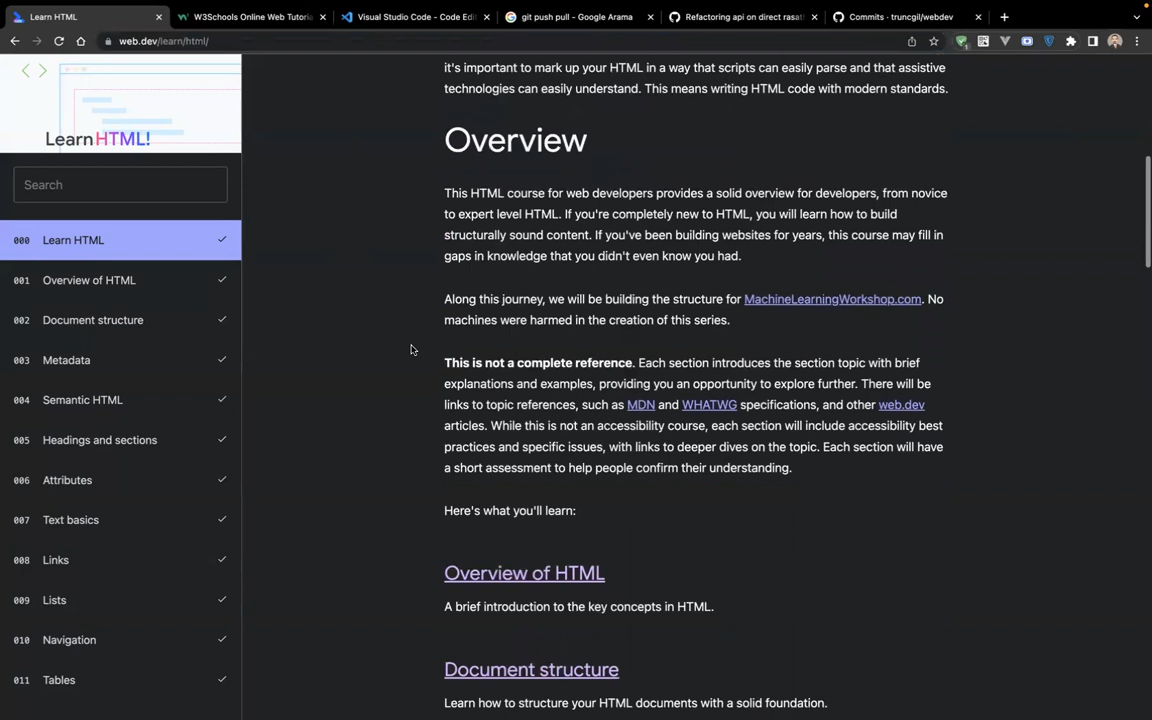 Learn HTML
W3Schools Online Web Tutoria
Visual Studio Code - Code Edi
git push pull - Google Arama
Refactoring api on direct rasat
Commits · truncgil/webdev
web.dev/learn/html/
Learn HTML!
Search
000 Learn HTML
001 Overview of HTML
002 Document structure
003 Metadata
004 Semantic HTML
005 Headings and sections
006 Attributes
007 Text basics
008 Links
009 Lists
010 Navigation
011 Tables
it's important to mark up your HTML in a way that scripts can easily parse and that assistive
technologies can easily understand. This means writing HTML code with modern standards.
Overview
This HTML course for web developers provides a solid overview for developers, from novice
to expert level HTML. If you're completely new to HTML, you will learn how to build
structurally sound content. If you've been building websites for years, this course may fill in
gaps in knowledge that you didn't even know you had.
Along this journey, we will be building the structure for MachineLearningWorkshop.com. No
machines were harmed in the creation of this series.
This is not a complete reference. Each section introduces the section topic with brief
explanations and examples, providing you an opportunity to explore further. There will be
links to topic references, such as MDN and WHATWG specifications, and other web.dev
articles. While this is not an accessibility course, each section will include accessibility best
practices and specific issues, with links to deeper dives on the topic. Each section will have
a short assessment to help people confirm their understanding.
Here's what you'll learn:
Overview of HTML
A brief introduction to the key concepts in HTML.
Document structure
Learn how to structure your HTML documents with a solid foundation.